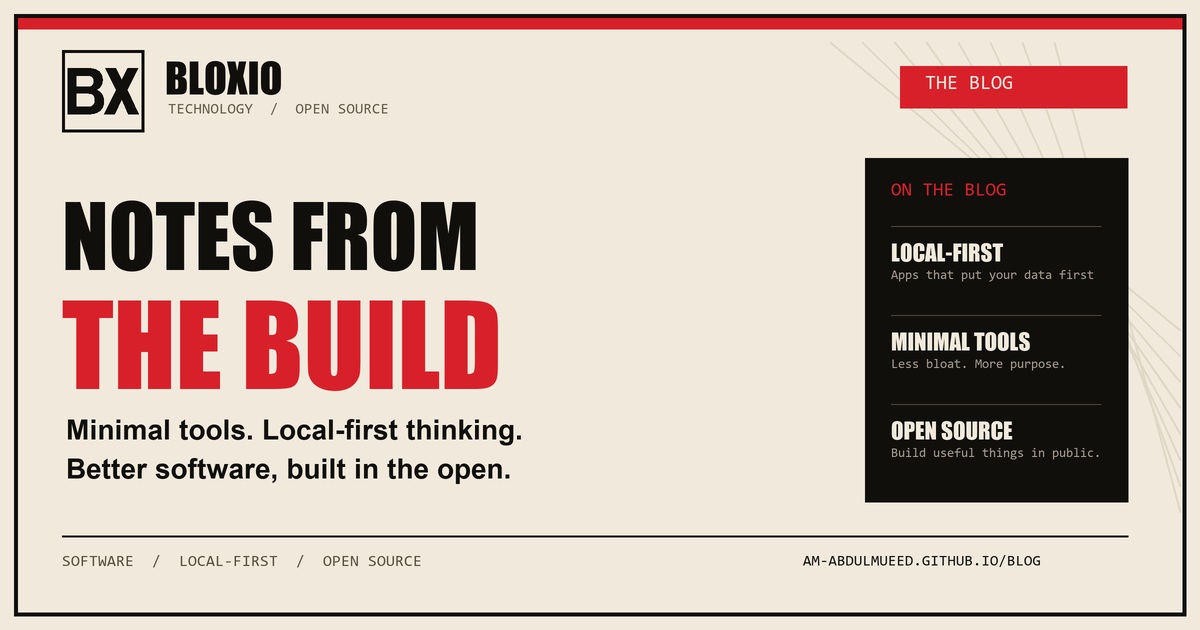 BX
BLOXIO
TECHNOLOGY / OPEN SOURCE
THE BLOG
NOTES FROM
THE BUILD
Minimal tools. Local-first thinking.
Better software, built in the open.
ON THE BLOG
LOCAL-FIRST
Apps that put your data first
MINIMAL TOOLS
Less bloat. More purpose.
OPEN SOURCE
Build useful things in public.
SOFTWARE / LOCAL-FIRST / OPEN SOURCE
AM-ABDULMUEED.GITHUB.IO/BLOG